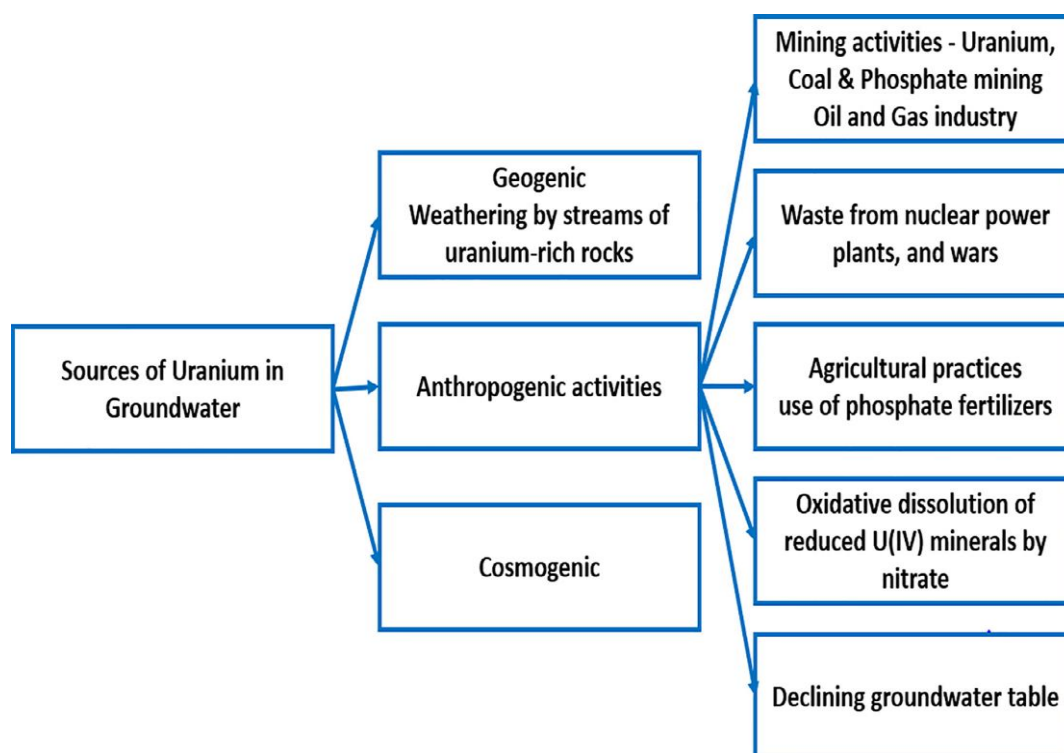 Sources of Uranium in
Groundwater
Geogenic
Weathering by streams of
uranium-rich rocks
Anthropogenic activities
Cosmogenic
Mining activities - Uranium,
Coal & Phosphate mining
Oil and Gas industry
Waste from nuclear power
plants, and wars
Agricultural practices
use of phosphate fertilizers
Oxidative dissolution of
reduced U(IV) minerals by
nitrate
Declining groundwater table